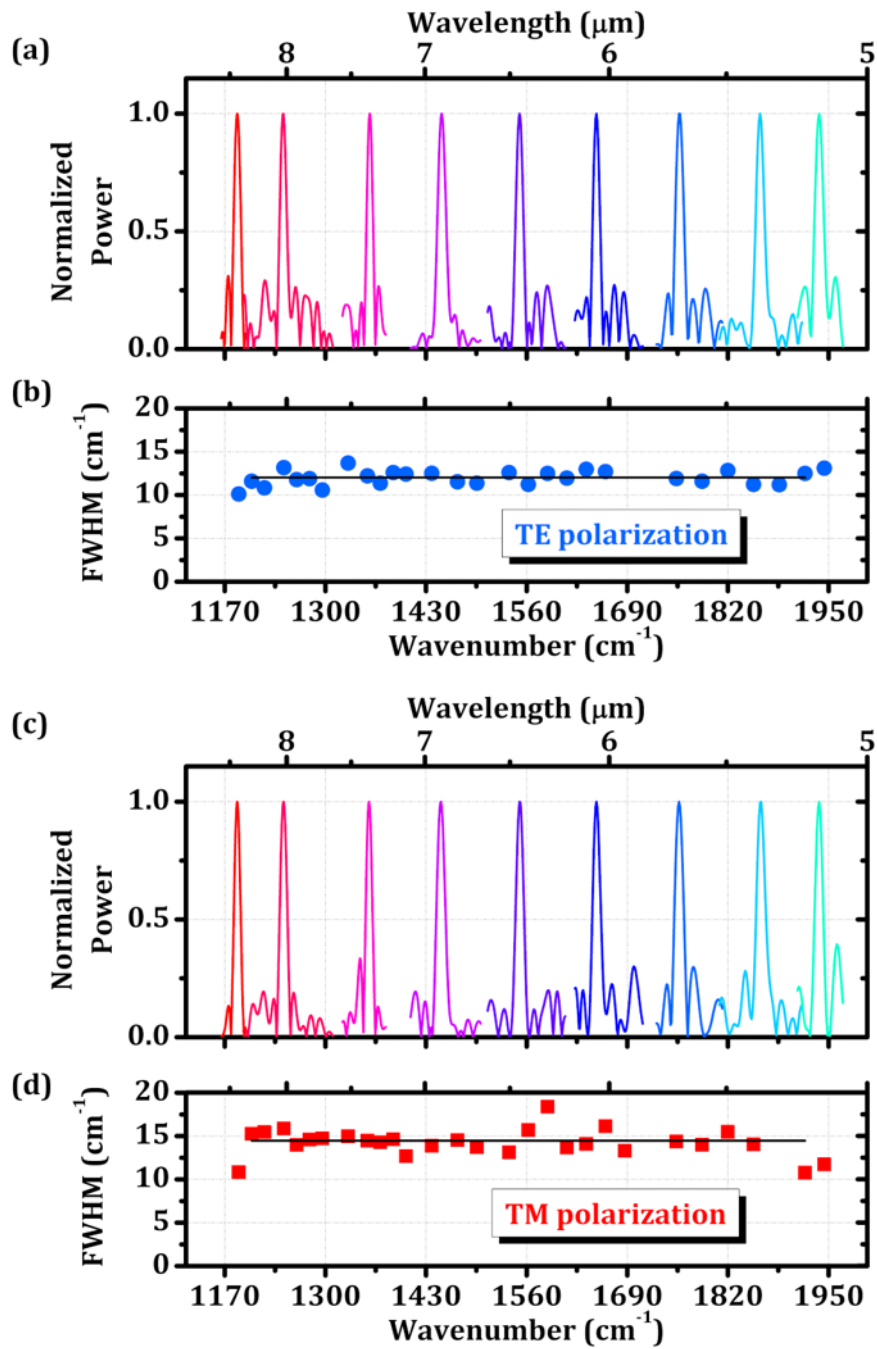 Wavelength (μm)
(a)
8 7 6 5
Normalized
Power
1.0
0.5
0.0
(b)
FWHM (cm⁻¹)
20
15
10
5
0
TE polarization
1170 1300 1430 1560 1690 1820 1950
Wavenumber (cm⁻¹)
Wavelength (μm)
(c)
8 7 6 5
Normalized
Power
1.0
0.5
0.0
(d)
FWHM (cm⁻¹)
20
15
10
5
0
TM polarization
1170 1300 1430 1560 1690 1820 1950
Wavenumber (cm⁻¹)